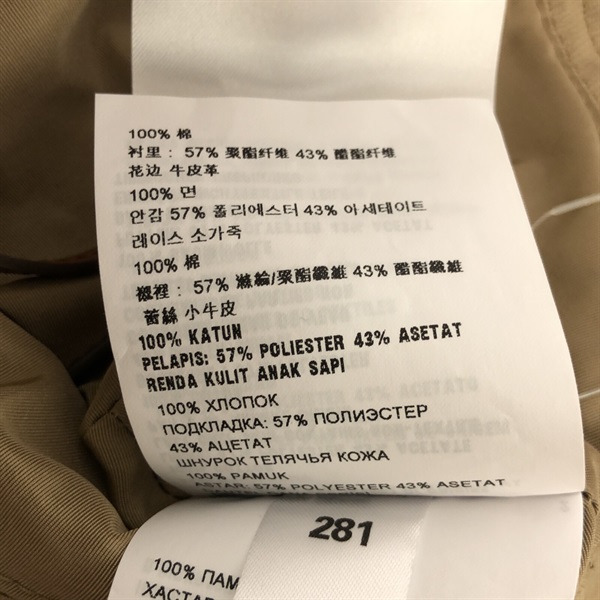 100% 棉
衬里： 57% 聚酯纤维 43% 醋酯纤维
花边 牛皮革
100% 면
안감 57% 폴리에스터 43% 아세테이트
레이스 소가죽
100% 棉
襯裡： 57% 滌綸/聚酯纖維 43% 醋酯纖維
蕾絲 小牛皮
100% KATUN
PELAPIS: 57% POLIESTER 43% ASETAT
RENDA KULIT ANAK SAPI
100% ХЛОПОК
ПОДКЛАДКА: 57% ПОЛИЭСТЕР
43% АЦЕТАТ
ШНУРОК ТЕЛЯЧЬЯ КОЖА
100% PAMUK
ASTAR: 57% POLYESTER 43% ASETAT
281
100% ПАМ
ХАСТАР